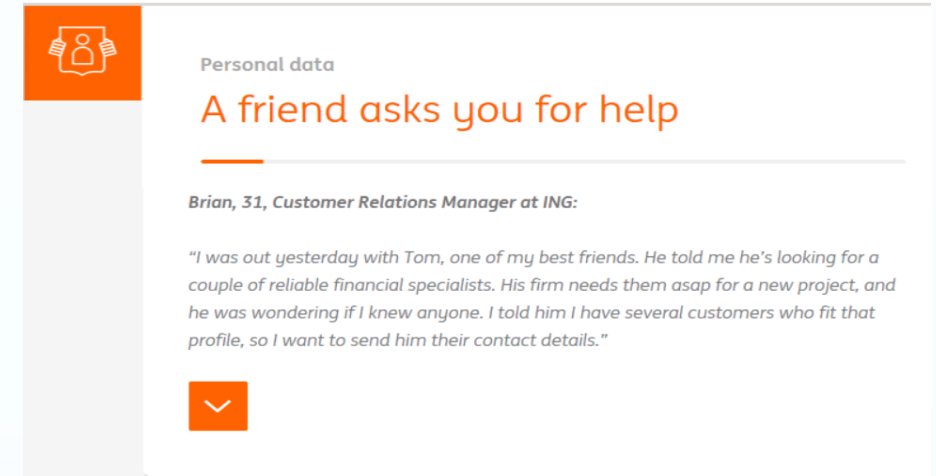 Personal data
A friend asks you for help
Brian, 31, Customer Relations Manager at ING:
“I was out yesterday with Tom, one of my best friends. He told me he’s looking for a
couple of reliable financial specialists. His firm needs them asap for a new project, and
he was wondering if I knew anyone. I told him I have several customers who fit that
profile, so I want to send him their contact details.”